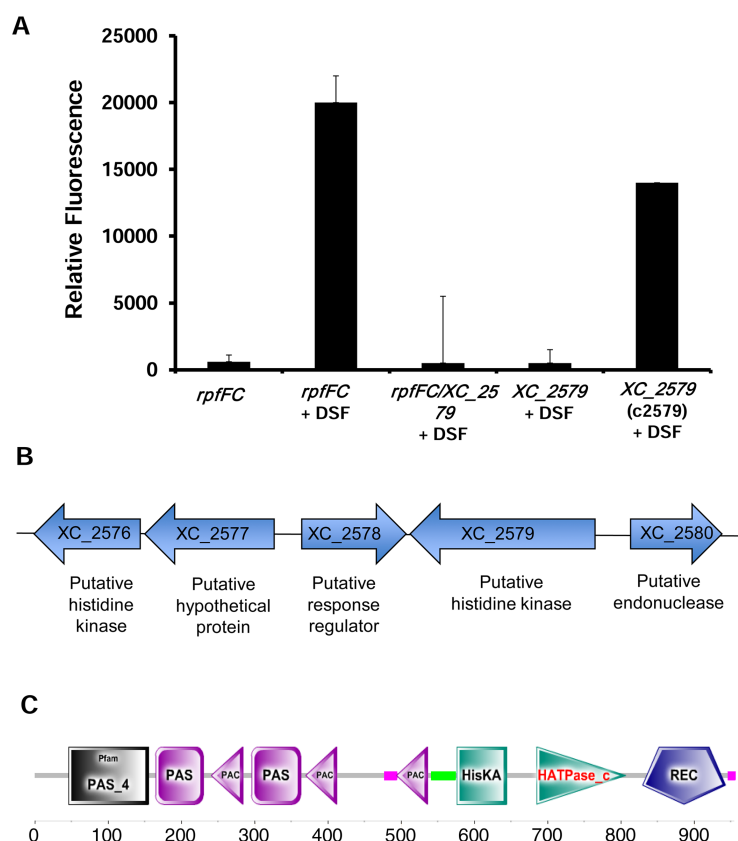 A
25000
20000
15000
10000
5000
0
Relative Fluorescence
rpfFC
rpfFC
+ DSF
rpfFC/XC_25
79
+ DSF
XC_2579
+ DSF
XC_2579
(c2579)
+ DSF
B
XC_2576
XC_2577
XC_2578
XC_2579
XC_2580
Putative
histidine
kinase
Putative
hypothetical
protein
Putative
response
regulator
Putative
histidine kinase
Putative
endonuclease
C
Pfam
PAS_4
PAS
PAC
PAS
PAC
PAC
HisKA
HATPase_c
REC
0 100 200 300 400 500 600 700 800 900